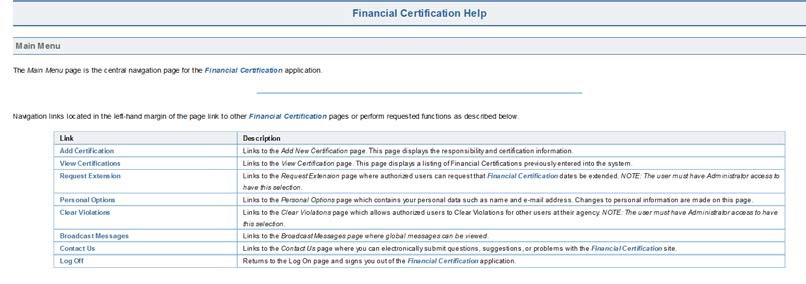 Financial Certification Help
Main Menu
The Main Menu page is the central navigation page for the Financial Certification application.
Navigation links located in the left-hand margin of the page link to other Financial Certification pages or perform requested functions as described below.
Link Description
Add Certification Links to the Add New Certification page. This page displays the responsibility and certification information.
View Certifications Links to the View Certification page. This page displays a listing of Financial Certifications previously entered into the system.
Request Extension Links to the Request Extension page where authorized users can request that Financial Certification dates be extended. NOTE: The user must have Administrator access to
have this selection.
Personal Options Links to the Personal Options page which contains your personal data such as name and e-mail address. Changes to personal information are made on this page.
Clear Violations Links to the Clear Violations page which allows authorized users to Clear Violations for other users at their agency. NOTE: The user must have Administrator access to have
this selection.
Broadcast Messages Links to the Broadcast Messages page where global messages can be viewed.
Contact Us Links to the Contact Us page where you can electronically submit questions, suggestions, or problems with the Financial Certification site.
Log Off Returns to the Log On page and signs you out of the Financial Certification application.